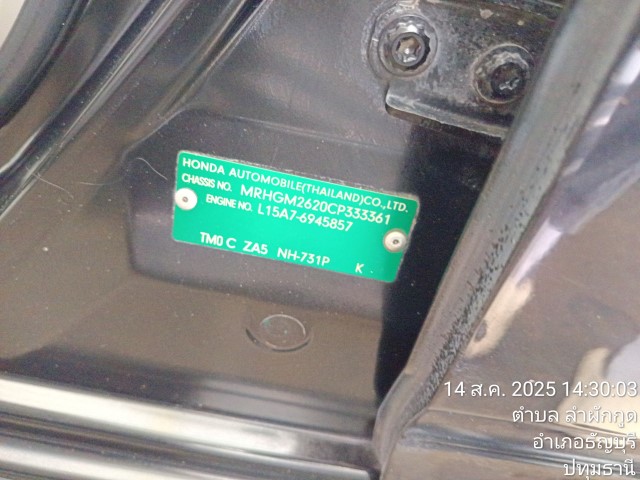 HONDA AUTOMOBILE(THAILAND)CO.,LTD.
CHASSIS NO. MRHGM2620CP333361
ENGINE NO. L15A7-6945857
TM0 C ZA5 NH-731P K
14 ส.ค. 2025 14:30:03
ตำบล ลำผักกูด
อำเภอธัญบุรี
ปทุมธานี